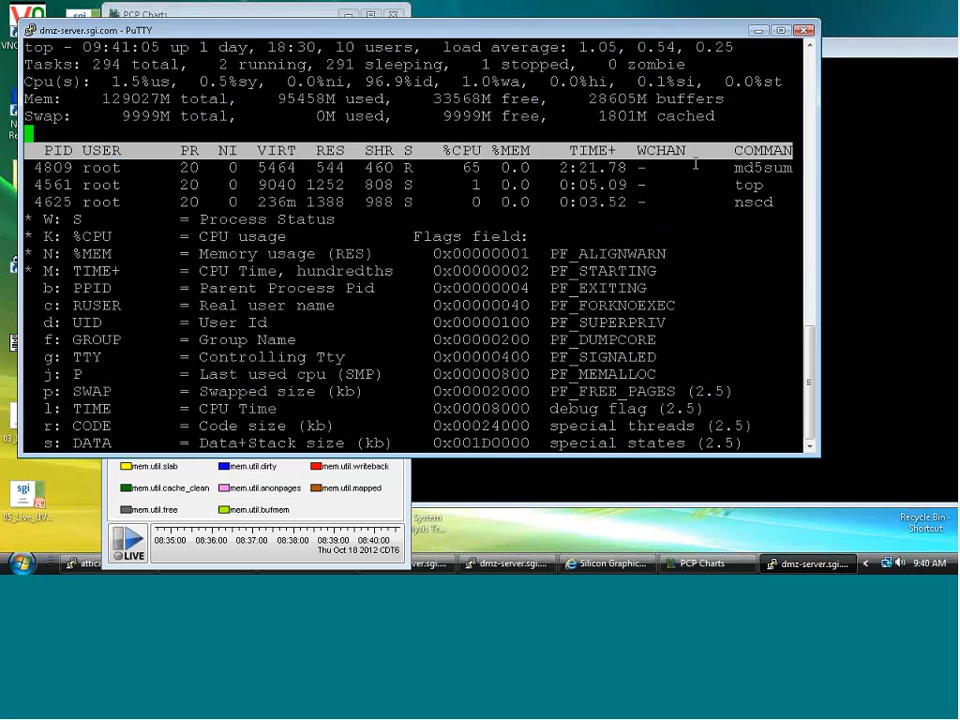 sgi
PCP Charts
VN
dmz-server.sgi.com - PuTTY
top - 09:41:05 up 1 day, 18:30, 10 users, load average: 1.05, 0.54, 0.25
Tasks: 294 total, 2 running, 291 sleeping, 1 stopped, 0 zombie
Cpu(s): 1.5%us, 0.5%sy, 0.0%ni, 96.9%id, 1.0%wa, 0.0%hi, 0.1%si, 0.0%st
Mem: 129027M total, 95458M used, 33568M free, 28605M buffers
Swap: 9999M total, 0M used, 9999M free, 1801M cached
PID USER PR NI VIRT RES SHR S %CPU %MEM TIME+ WCHAN COMMAN
4809 root 20 0 5464 544 460 R 65 0.0 2:21.78 - md5sum
4561 root 20 0 9040 1252 808 S 1 0.0 0:05.09 - top
4625 root 20 0 236m 1388 988 S 0 0.0 0:03.52 - nscd
* W: S = Process Status
* K: %CPU = CPU usage Flags field:
* N: %MEM = Memory usage (RES) 0x00000001 PF_ALIGNWARN
* M: TIME+ = CPU Time, hundredths 0x00000002 PF_STARTING
b: PPID = Parent Process Pid 0x00000004 PF_EXITING
c: RUSER = Real user name 0x00000040 PF_FORKNOEXEC
d: UID = User Id 0x00000100 PF_SUPERPRIV
f: GROUP = Group Name 0x00000200 PF_DUMPCORE
g: TTY = Controlling Tty 0x00000400 PF_SIGNALED
j: P = Last used cpu (SMP) 0x00000800 PF_MEMALLOC
p: SWAP = Swapped size (kb) 0x00002000 PF_FREE_PAGES (2.5)
l: TIME = CPU Time 0x00008000 debug flag (2.5)
r: CODE = Code size (kb) 0x00024000 special threads (2.5)
s: DATA = Data+Stack size (kb) 0x001D0000 special states (2.5)
mem.util.slab mem.util.dirty mem.util.writeback
mem.util.cache_clean mem.util.anonpages mem.util.mapped
mem.util.free mem.util.bufmem
sgi
LIVE
08:35:00 08:36:00 08:37:00 08:38:00 08:39:00 08:40:00
Thu Oct 18 2012 CDT6
System
Recycle Bin -
Shortcut
attica dmz-server.sgi.... Silicon Graphic... PCP Charts dmz-server.sgi.... 9:40 AM